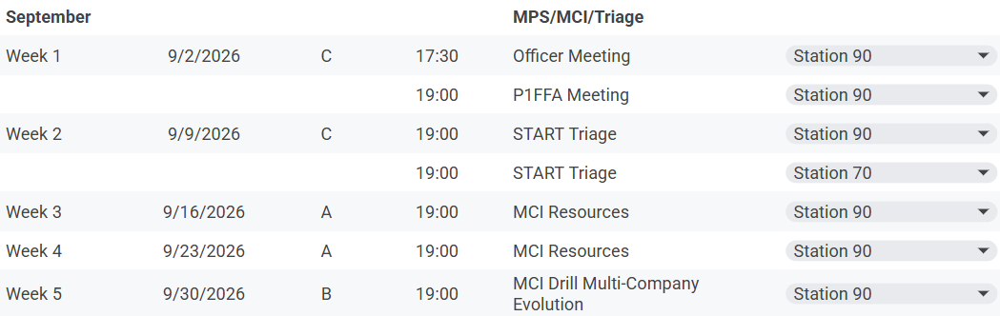 September MPS/MCI/Triage
Week 1 9/2/2026 C 17:30 Officer Meeting Station 90
19:00 P1FFA Meeting Station 90
Week 2 9/9/2026 C 19:00 START Triage Station 90
19:00 START Triage Station 70
Week 3 9/16/2026 A 19:00 MCI Resources Station 90
Week 4 9/23/2026 A 19:00 MCI Resources Station 90
Week 5 9/30/2026 B 19:00 MCI Drill Multi-Company
Evolution Station 90